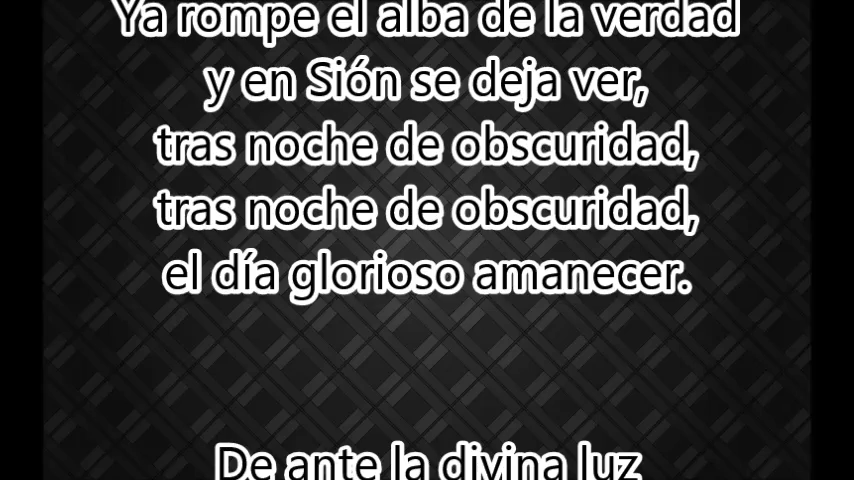 Ya rompe el alba de la verdad
y en Sión se deja ver,
tras noche de obscuridad,
tras noche de obscuridad,
el día glorioso amanecer.
De ante la divina luz